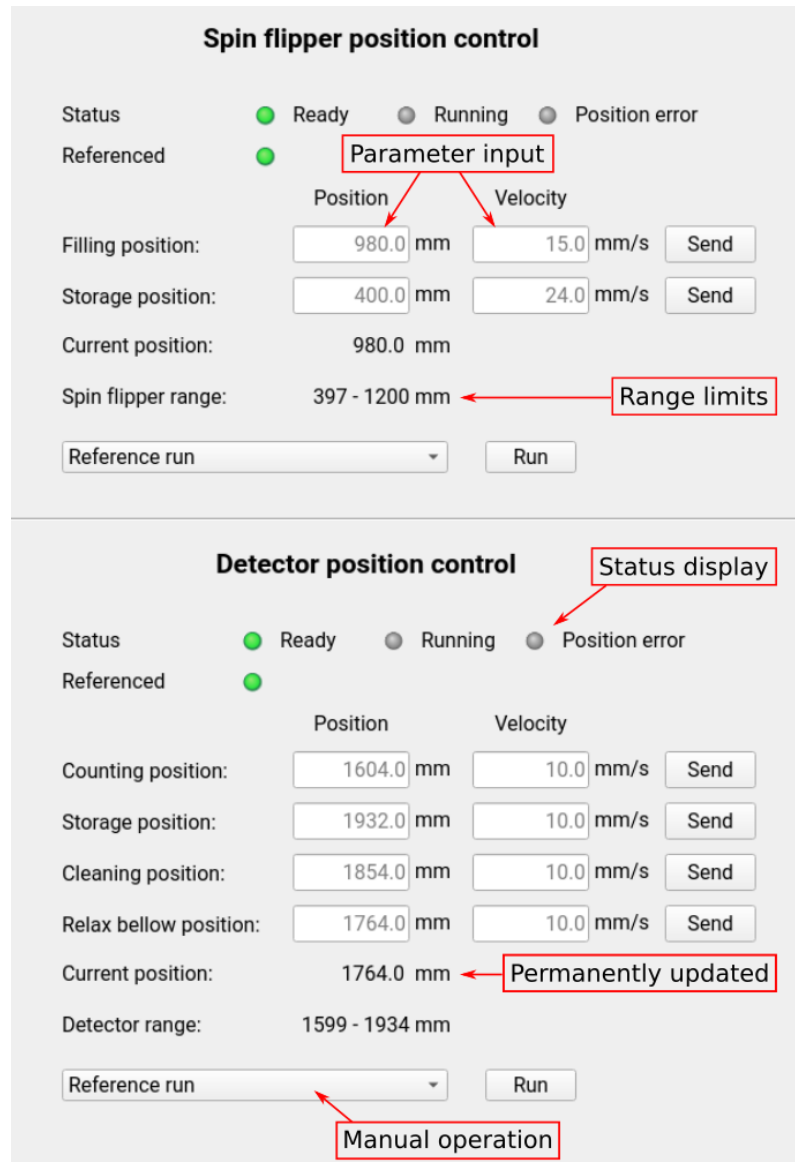 Spin flipper position control
Status Ready Running Position error
Referenced Parameter input
Position Velocity
Filling position: 980.0 mm 15.0 mm/s Send
Storage position: 400.0 mm 24.0 mm/s Send
Current position: 980.0 mm
Spin flipper range: 397 - 1200 mm Range limits
Reference run Run
Detector position control Status display
Status Ready Running Position error
Referenced
Position Velocity
Counting position: 1604.0 mm 10.0 mm/s Send
Storage position: 1932.0 mm 10.0 mm/s Send
Cleaning position: 1854.0 mm 10.0 mm/s Send
Relax bellow position: 1764.0 mm 10.0 mm/s Send
Current position: 1764.0 mm Permanently updated
Detector range: 1599 - 1934 mm
Reference run Run
Manual operation